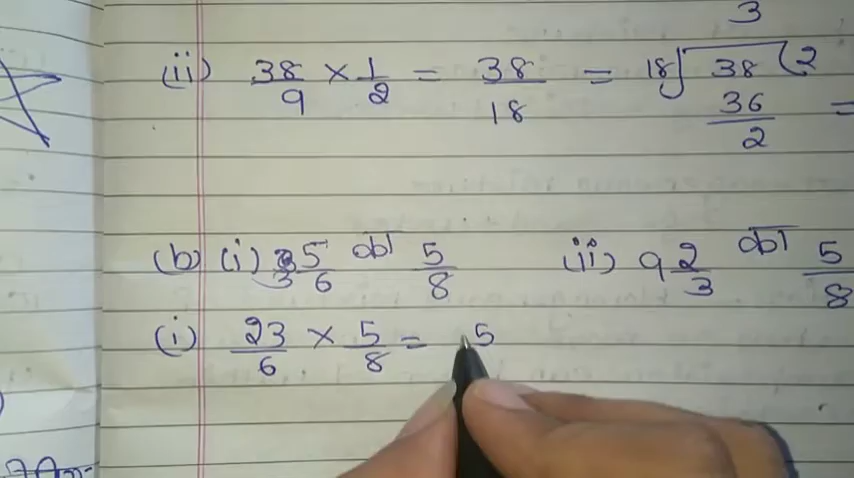 3
(ii) 38/9 × 1/2 = 38/18 = 18) 38 (2
36
2 =
(b) (i) 3 5/6 का 5/8 ii) 9 2/3 का 5/8
(i) 23/6 × 5/8 = 5